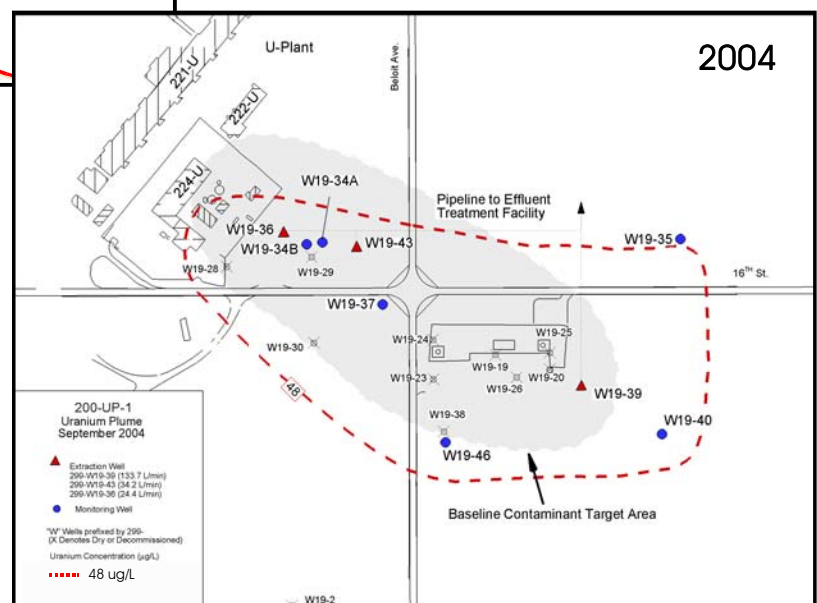 2004
U-Plant
Beloit Ave.
221-U
222-U
224-U
W19-34A
Pipeline to Effluent
Treatment Facility
W19-36
W19-34B
W19-43
W19-35
W19-28
W19-29
16TH St.
W19-37
W19-24
W19-25
W19-30
W19-19
W19-20
W19-23
W19-26
W19-39
48
W19-38
W19-40
W19-46
Baseline Contaminant Target Area
200-UP-1
Uranium Plume
September 2004
Extraction Well
299-W19-39 (133.7 L/min)
299-W19-43 (34.2 L/min)
299-W19-36 (24.4 L/min)
Monitoring Well
"W" Wells prefixed by 299-
(X Denotes Dry or Decommissioned)
Uranium Concentration (µg/L)
48 ug/L
W19-2